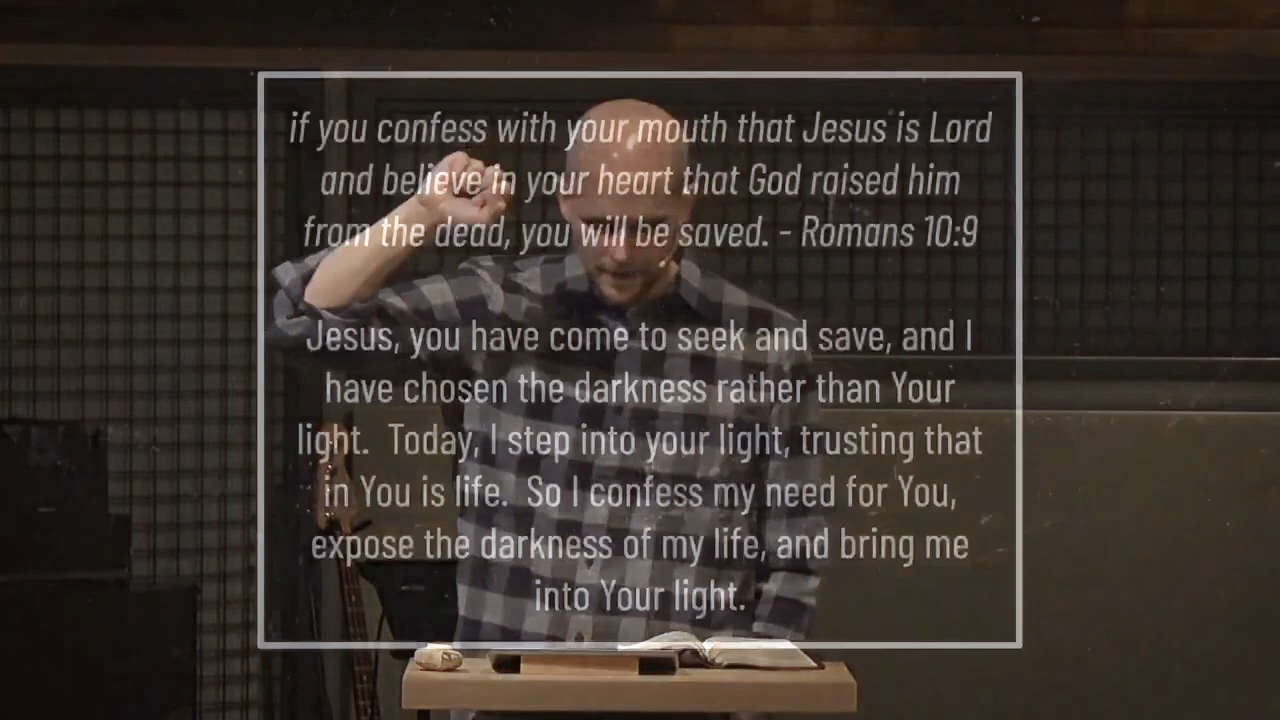 if you confess with your mouth that Jesus is Lord
and believe in your heart that God raised him
from the dead, you will be saved. - Romans 10:9
Jesus, you have come to seek and save, and I
have chosen the darkness rather than Your
light. Today, I step into your light, trusting that
in You is life. So I confess my need for You,
expose the darkness of my life, and bring me
into Your light.